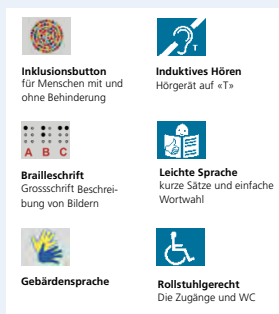 T
Inklusionsbutton
für Menschen mit und
ohne Behinderung
Induktives Hören
Hörgerät auf «T»
A B C
Brailleschrift
Grossschrift Beschrei-
bung von Bildern
Leichte Sprache
kurze Sätze und einfache
Wortwahl
Gebärdensprache
Rollstuhlgerecht
Die Zugänge und WC